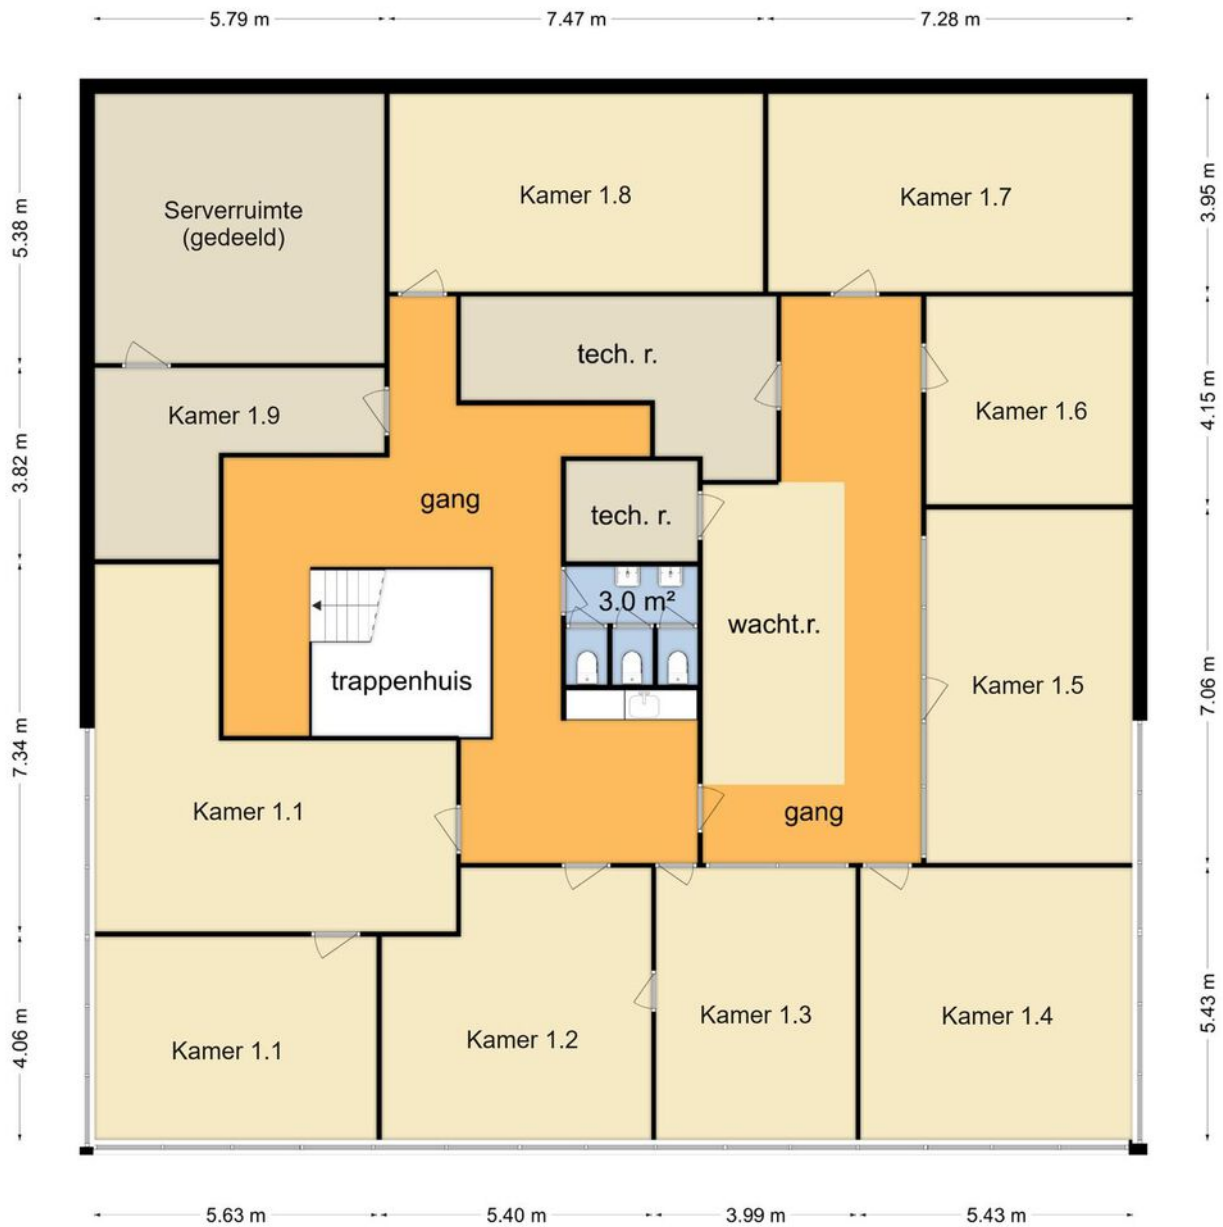 5.79 m
7.47 m
7.28 m
5.38 m
3.82 m
7.34 m
4.06 m
3.95 m
4.15 m
7.06 m
5.43 m
Serverruimte
(gedeeld)
Kamer 1.8
Kamer 1.7
tech. r.
Kamer 1.9
Kamer 1.6
gang
tech. r.
3.0 m²
wacht.r.
trappenhuis
Kamer 1.5
Kamer 1.1
gang
Kamer 1.1
Kamer 1.2
Kamer 1.3
Kamer 1.4
5.63 m
5.40 m
3.99 m
5.43 m